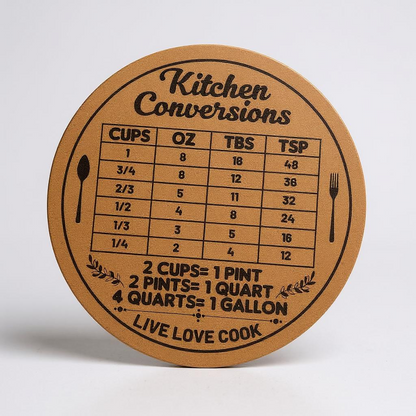 Kitchen
Conversions
CUPS OZ TBS TSP
1 8 16 48
3/4 8 12 36
2/3 5 11 32
1/2 4 8 24
1/3 3 5 16
1/4 2 4 12
2 CUPS= 1 PINT
2 PINTS= 1 QUART
4 QUARTS= 1 GALLON
LIVE LOVE COOK